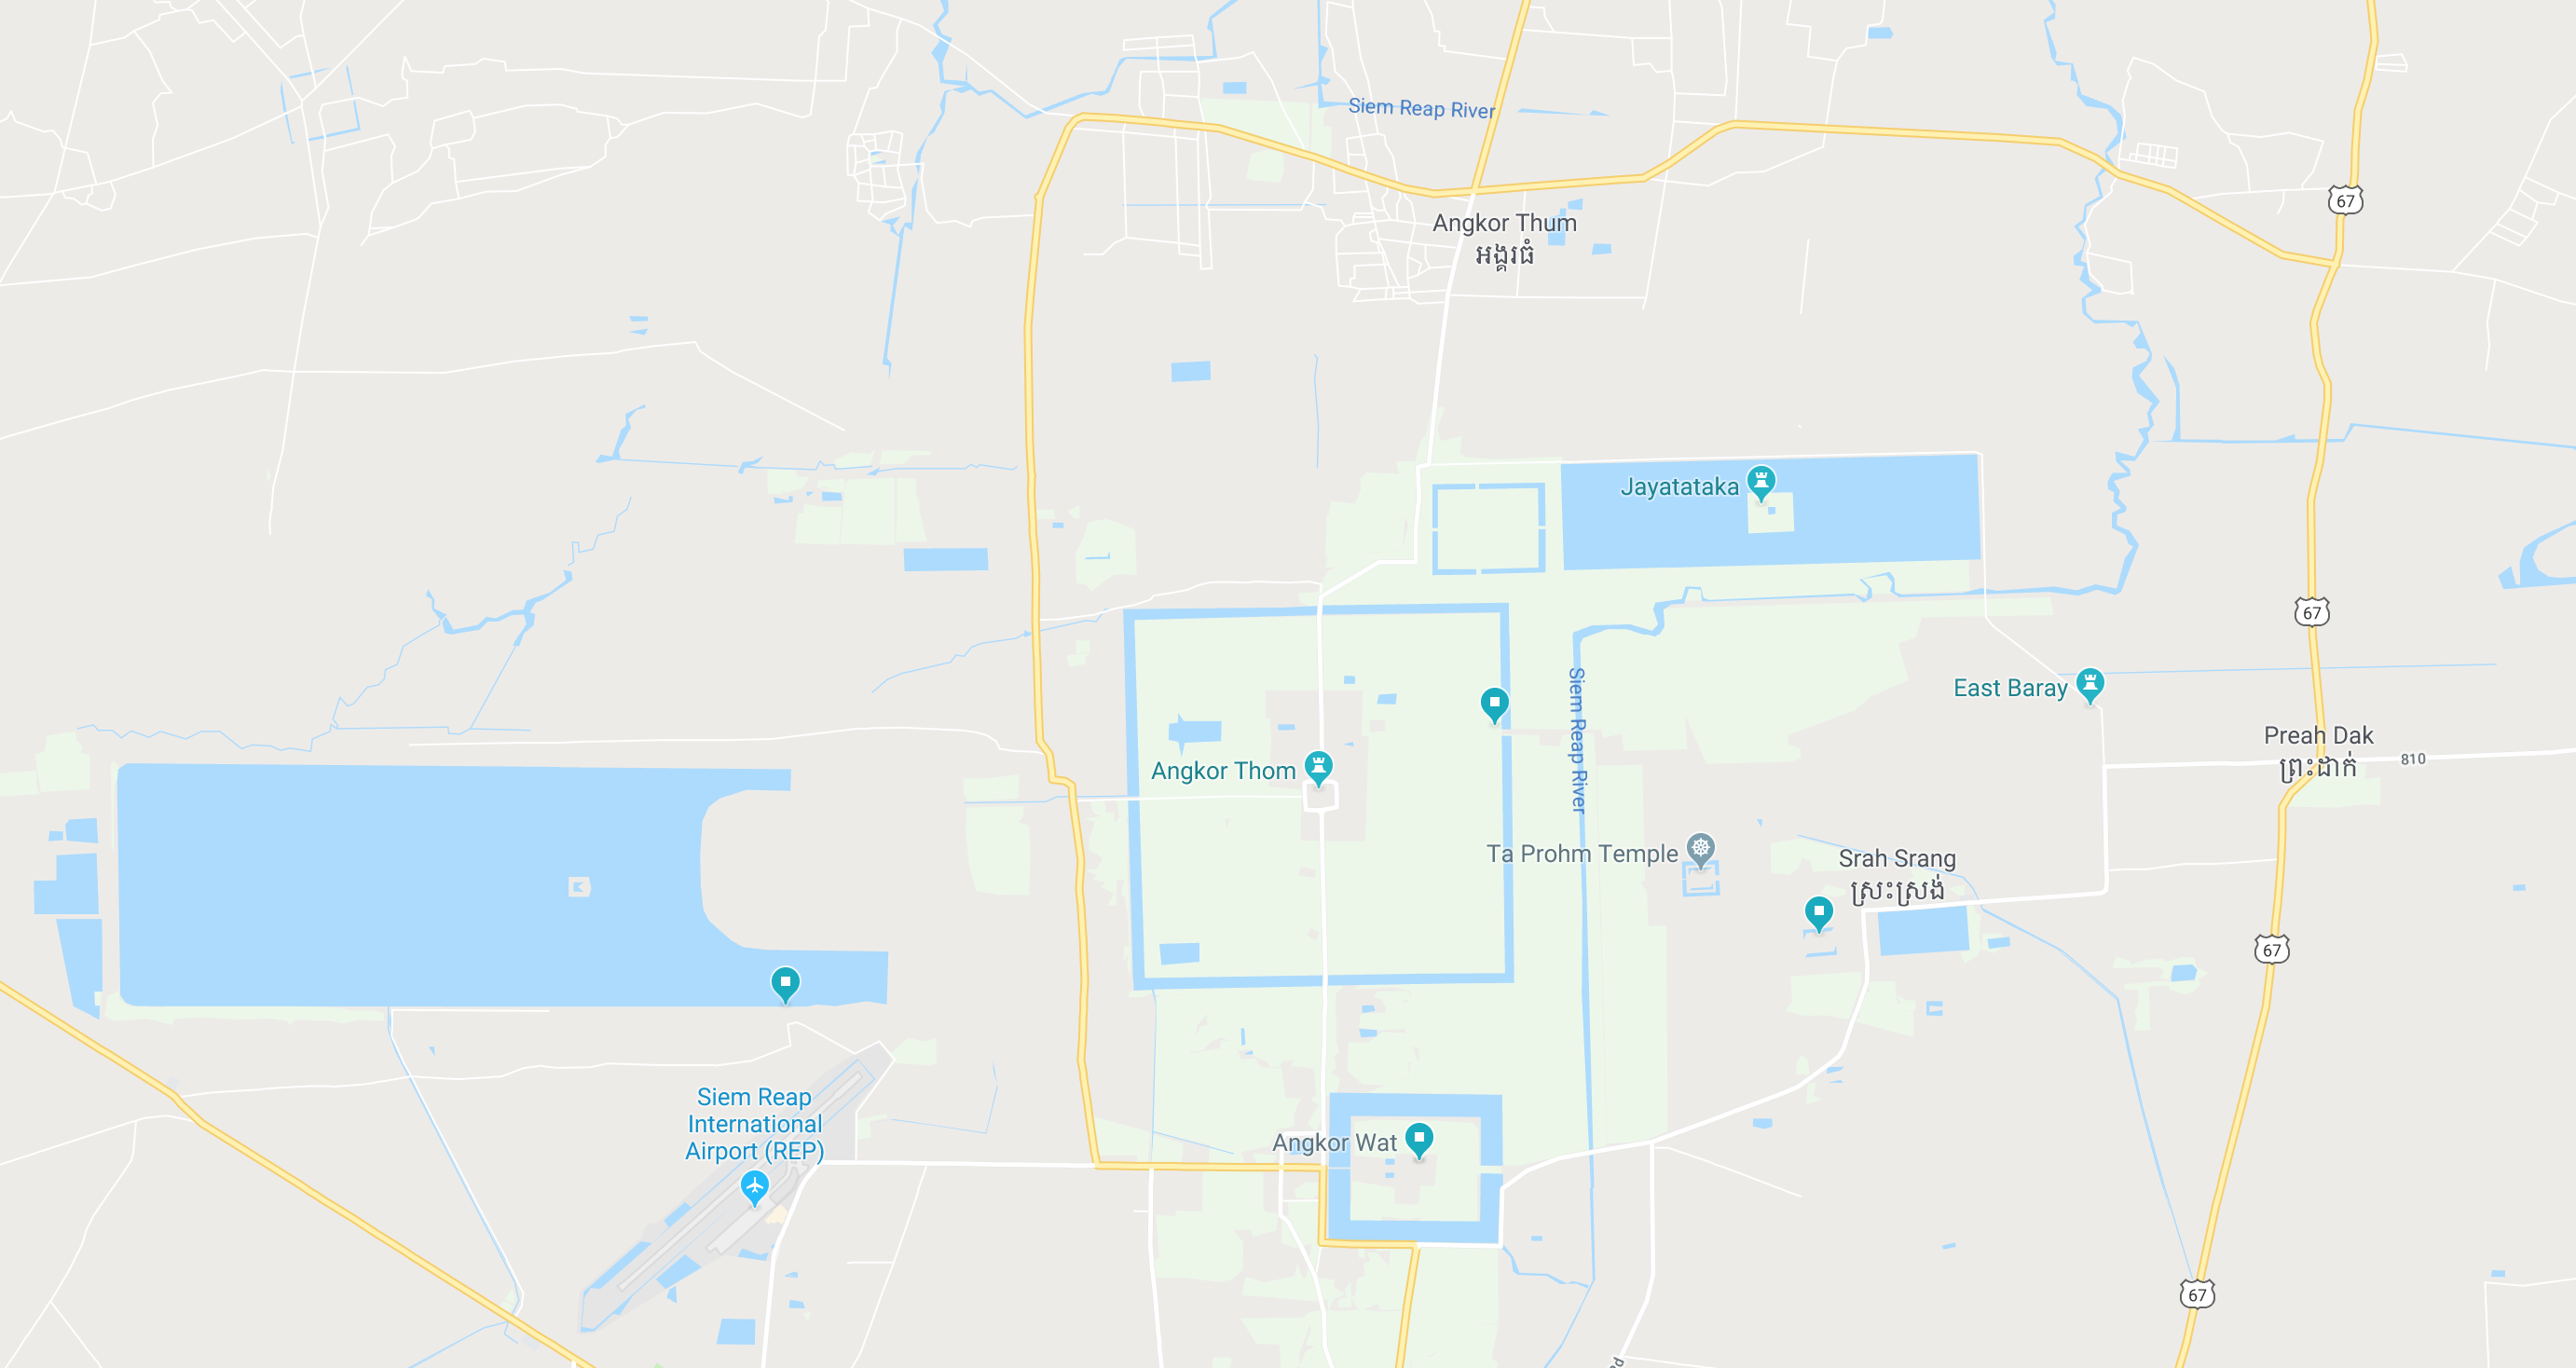 Siem Reap River
67
Angkor Thum
អង្គរធំ
Jayatataka
67
Siem Reap River
East Baray
Preah Dak
ព្រះដាក់
810
Angkor Thom
Ta Prohm Temple
Srah Srang
ស្រះស្រង់
67
Siem Reap
International
Airport (REP)
Angkor Wat
67